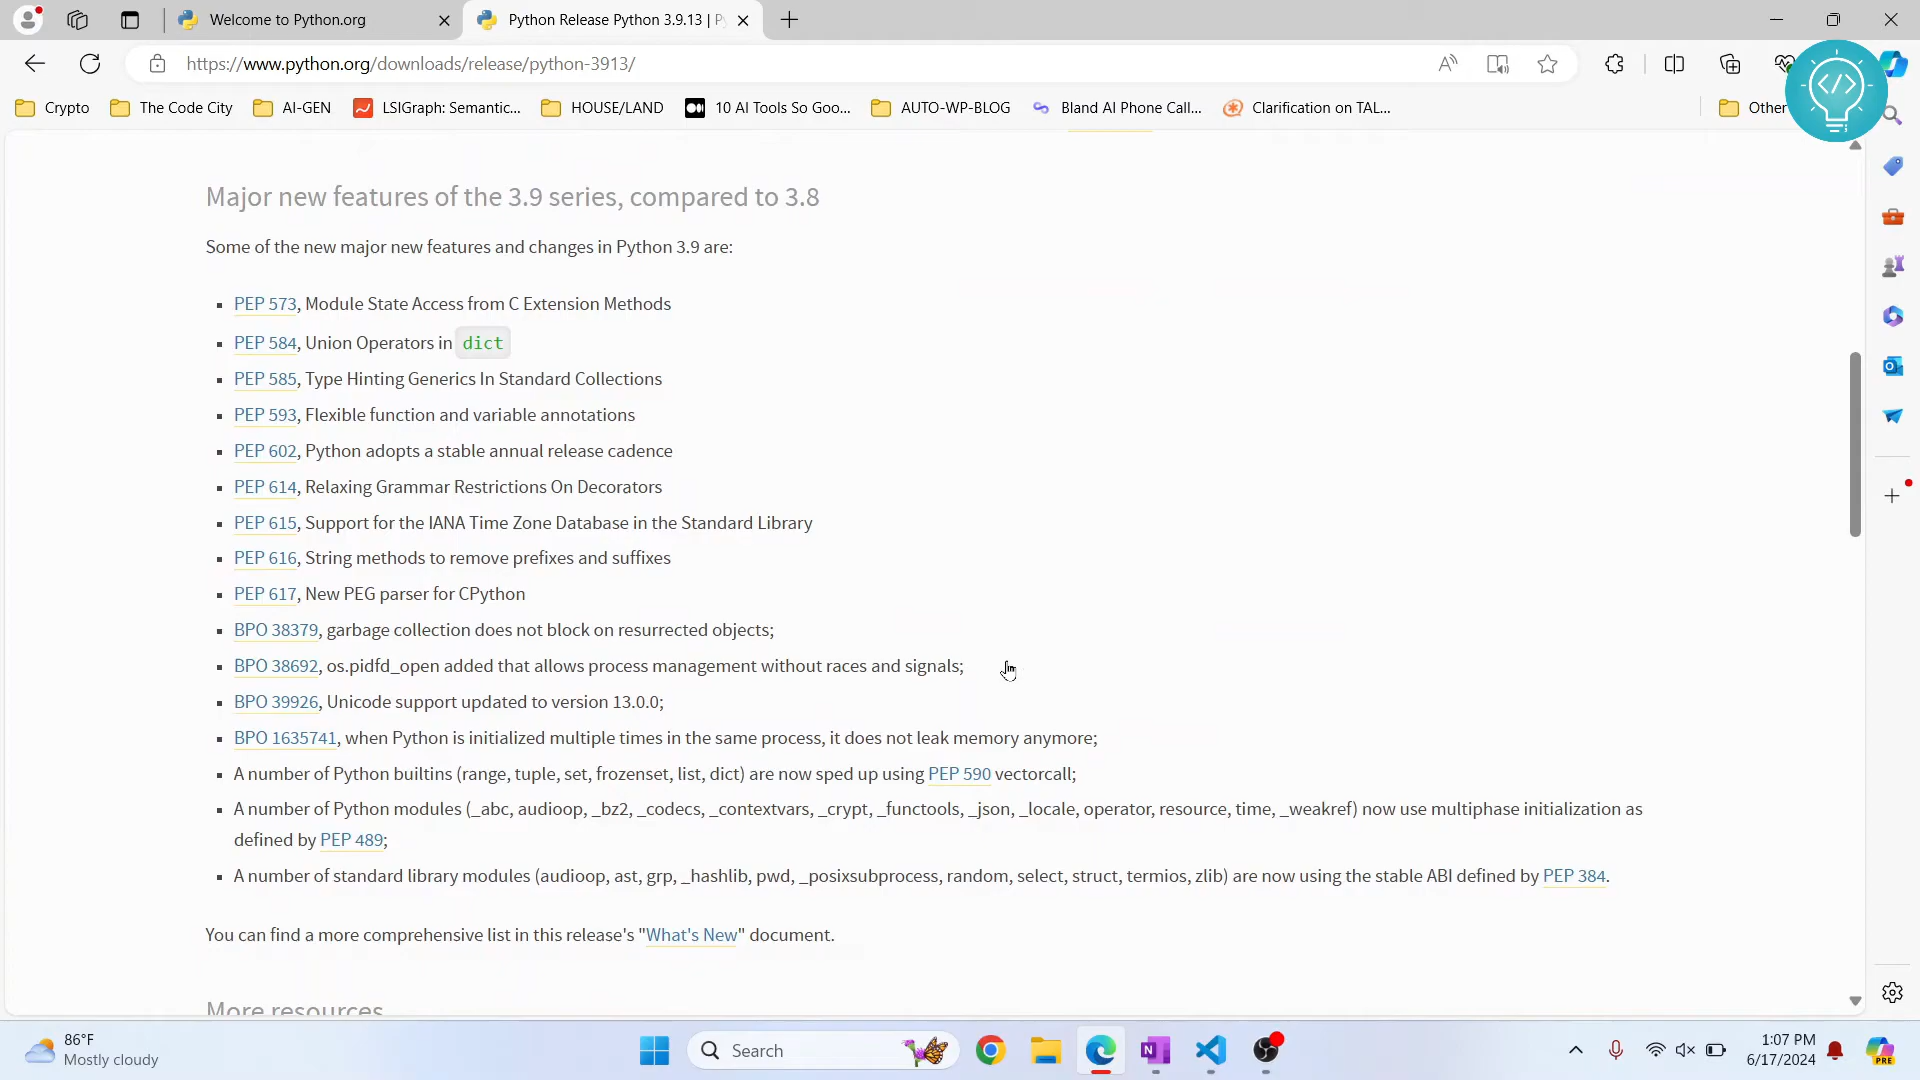 Welcome to Python.org
Python Release Python 3.9.13 | P
https://www.python.org/downloads/release/python-3913/
Crypto
The Code City
AI-GEN
LSIGraph: Semantic...
HOUSE/LAND
10 AI Tools So Goo...
AUTO-WP-BLOG
Bland AI Phone Call...
Clarification on TAL...
Other
Major new features of the 3.9 series, compared to 3.8
Some of the new major new features and changes in Python 3.9 are:
PEP 573, Module State Access from C Extension Methods
PEP 584, Union Operators in dict
PEP 585, Type Hinting Generics In Standard Collections
PEP 593, Flexible function and variable annotations
PEP 602, Python adopts a stable annual release cadence
PEP 614, Relaxing Grammar Restrictions On Decorators
PEP 615, Support for the IANA Time Zone Database in the Standard Library
PEP 616, String methods to remove prefixes and suffixes
PEP 617, New PEG parser for CPython
BPO 38379, garbage collection does not block on resurrected objects;
BPO 38692, os.pidfd_open added that allows process management without races and signals;
BPO 39926, Unicode support updated to version 13.0.0;
BPO 1635741, when Python is initialized multiple times in the same process, it does not leak memory anymore;
A number of Python builtins (range, tuple, set, frozenset, list, dict) are now sped up using PEP 590 vectorcall;
A number of Python modules (_abc, audioop, _bz2, _codecs, _contextvars, _crypt, _functools, _json, _locale, operator, resource, time, _weakref) now use multiphase initialization as
defined by PEP 489;
A number of standard library modules (audioop, ast, grp, _hashlib, pwd, _posixsubprocess, random, select, struct, termios, zlib) are now using the stable ABI defined by PEP 384.
You can find a more comprehensive list in this release's "What's New" document.
More resources
86°F
Mostly cloudy
Search
1:07 PM
6/17/2024
PRE